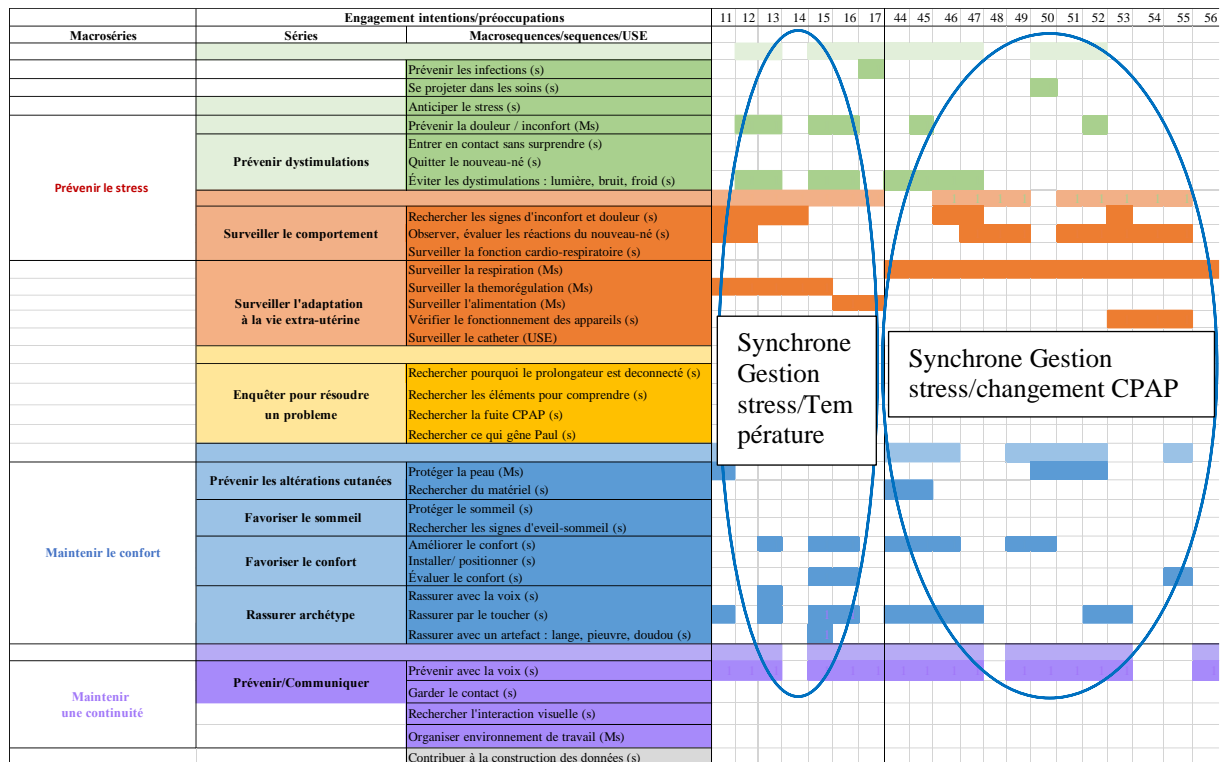 Engagement intentions/préoccupations 11 12 13 14 15 16 17 44 45 46 47 48 49 50 51 52 53 54 55 56
Macroséries Séries Macrosequences/sequences/USE
Prévenir les infections (s)
Se projeter dans les soins (s)
Anticiper le stress (s)
Prévenir la douleur / inconfort (Ms)
Entrer en contact sans surprendre (s)
Prévenir dystimulations
Quitter le nouveau-né (s)
Éviter les dystimulations : lumière, bruit, froid (s)
Prévenir le stress
Rechercher les signes d'inconfort et douleur (s)
Surveiller le comportement Observer, évaluer les réactions du nouveau-né (s)
Surveiller la fonction cardio-respiratoire (s)
Surveiller la respiration (Ms)
Surveiller la themorégulation (Ms)
Surveiller l'adaptation
à la vie extra-utérine
Surveiller l'alimentation (Ms)
Vérifier le fonctionnement des appareils (s)
Surveiller le catheter (USE)
Synchrone
Gestion
stress/Tem
pérature
Synchrone Gestion
stress/changement CPAP
Rechercher pourquoi le prolongateur est deconnecté (s)
Enquêter pour résoudre
un probleme
Rechercher les éléments pour comprendre (s)
Rechercher la fuite CPAP (s)
Rechercher ce qui gêne Paul (s)
Prévenir les altérations cutanées
Protéger la peau (Ms)
Rechercher du matériel (s)
Favoriser le sommeil
Protéger le sommeil (s)
Rechercher les signes d'eveil-sommeil (s)
Maintenir le confort
Favoriser le confort
Améliorer le confort (s)
Installer/ positionner (s)
Évaluer le confort (s)
Rassurer archétype
Rassurer avec la voix (s)
Rassurer par le toucher (s)
Rassurer avec un artefact : lange, pieuvre, doudou (s)
Prévenir/Communiquer
Prévenir avec la voix (s)
Garder le contact (s)
Maintenir
une continuité
Rechercher l'interaction visuelle (s)
Organiser environnement de travail (Ms)
Contribuer à la construction des données (s)